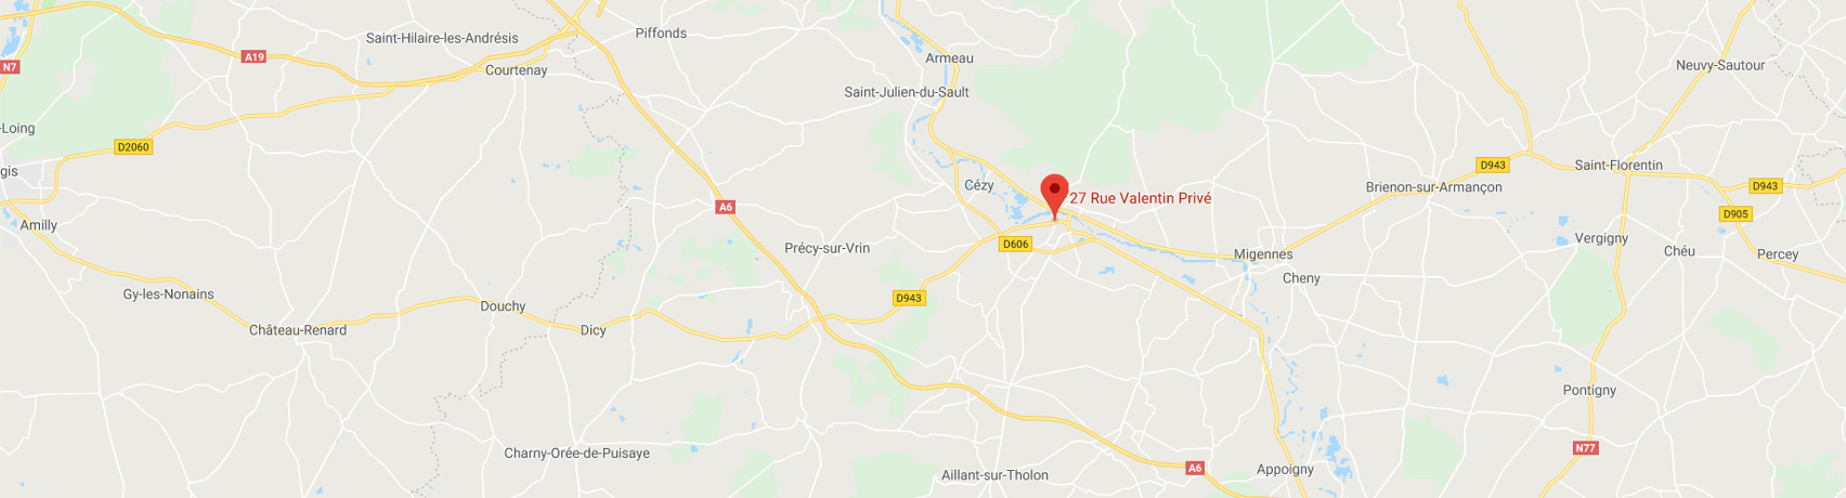 Saint-Hilaire-les-Andrésis
Piffonds
A19
Courtenay
Armeau
Neuvy-Sautour
N7
Saint-Julien-du-Sault
-Loing
D2060
gis
D943
Saint-Florentin
Cézy
Brienon-sur-Armançon
D943
27 Rue Valentin Privé
A6
D905
Amilly
Précy-sur-Vrin
D606
Migennes
Vergigny
Chéu
Percey
Cheny
Gy-les-Nonains
D943
Douchy
Château-Renard
Dicy
Pontigny
Charny-Orée-de-Puisaye
N77
Aillant-sur-Tholon
A6
Appoigny